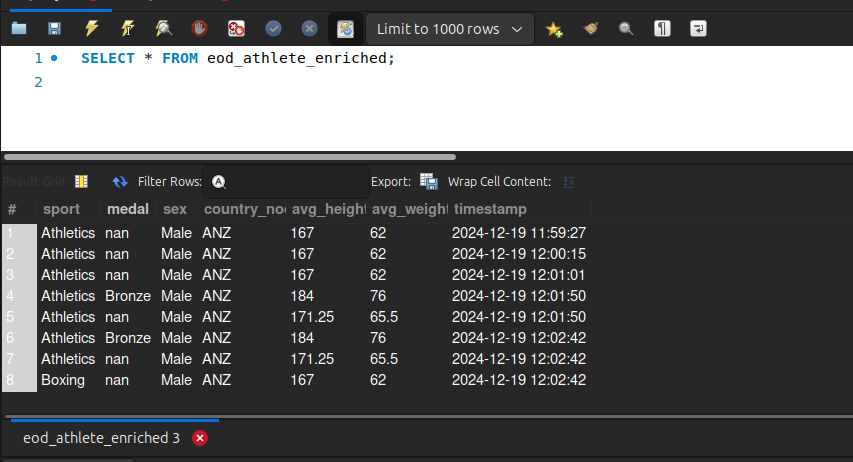 Limit to 1000 rows
1 SELECT * FROM eod_athlete_enriched;
2
Result Grid Filter Rows: Export: Wrap Cell Content:
# sport medal sex country_noc avg_height avg_weight timestamp
1 Athletics nan Male ANZ 167 62 2024-12-19 11:59:27
2 Athletics nan Male ANZ 167 62 2024-12-19 12:00:15
3 Athletics nan Male ANZ 167 62 2024-12-19 12:01:01
4 Athletics Bronze Male ANZ 184 76 2024-12-19 12:01:50
5 Athletics nan Male ANZ 171.25 65.5 2024-12-19 12:01:50
6 Athletics Bronze Male ANZ 184 76 2024-12-19 12:02:42
7 Athletics nan Male ANZ 171.25 65.5 2024-12-19 12:02:42
8 Boxing nan Male ANZ 167 62 2024-12-19 12:02:42
eod_athlete_enriched 3